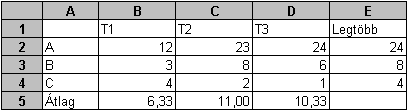 A B C D E
1 T1 T2 T3 Legtöbb
2 A 12 23 24 24
3 B 3 8 6 8
4 C 4 2 1 4
5 Átlag 6,33 11,00 10,33